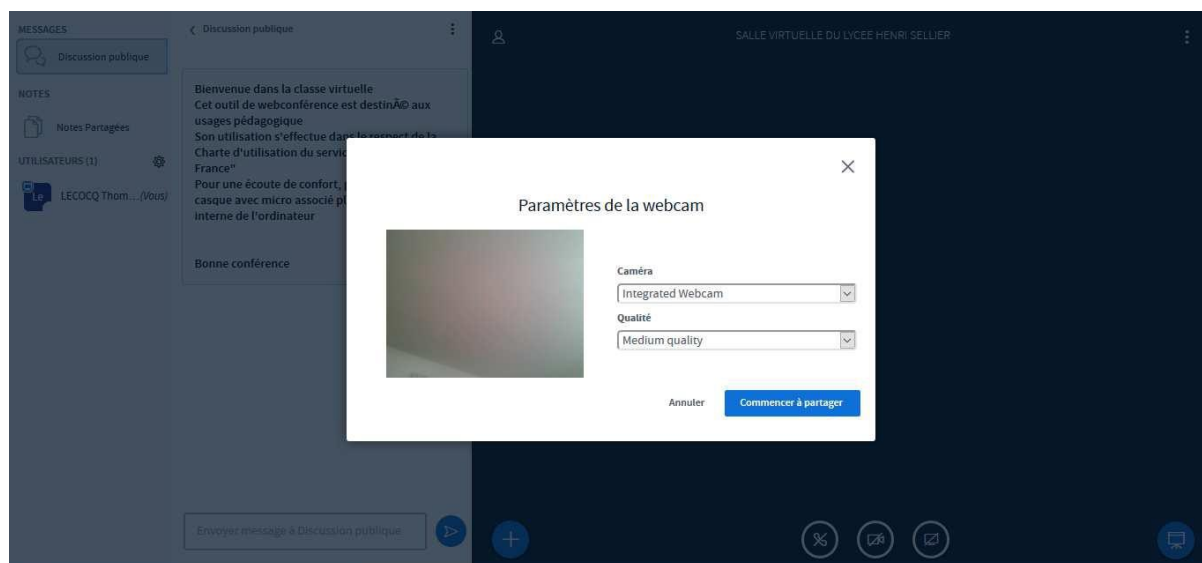 MESSAGES
Discussion publique
NOTES
Notes Partagées
UTILISATEURS (1)
Le
LECOCQ Thom... (Vous)
Discussion publique
Bienvenue dans la classe virtuelle
Cet outil de webconférence est destinÃ© aux
usages pédagogique
Son utilisation s'effectue dans le respect de la
Charte d'utilisation du servic
France"
Pour une écoute de confort, p
casque avec micro associé pl
interne de l'ordinateur
Bonne conférence
Envoyer message à Discussion publique
SALLE VIRTUELLE DU LYCEE HENRI SELLIER
Paramètres de la webcam
Caméra
Integrated Webcam
Qualité
Medium quality
Annuler
Commencer à partager